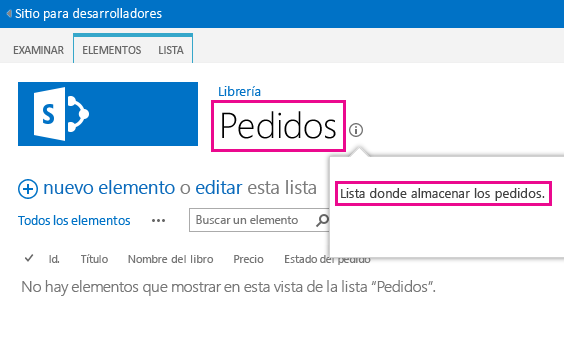 Sitio para desarrolladores
EXAMINAR ELEMENTOS LISTA
S
Librería
Pedidos
Lista donde almacenar los pedidos.
nuevo elemento o editar esta lista
Todos los elementos ••• Buscar un elemento
Id. Título Nombre del libro Precio Estado del pedido
No hay elementos que mostrar en esta vista de la lista “Pedidos“.